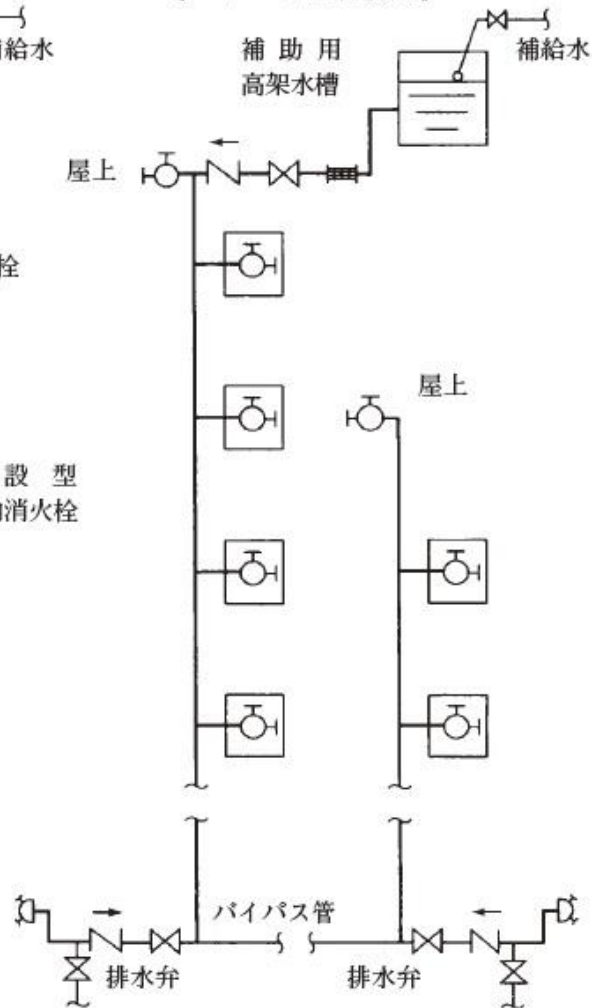 給水
補助用
高架水槽
補給水
屋上
栓
屋上
設型
消火栓
バイパス管
排水弁
排水弁